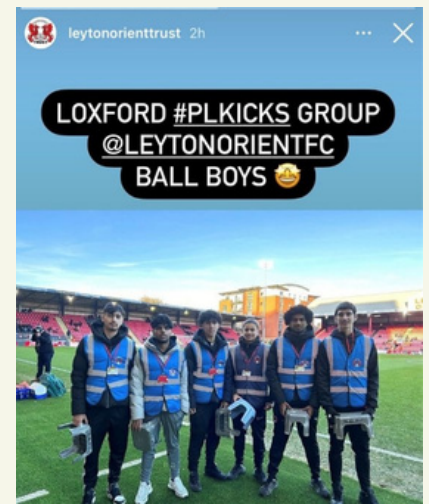 leytonorienttrust 2h
LOXFORD #PLKICKS GROUP
@LEYTONORIENTFC
BALL BOYS